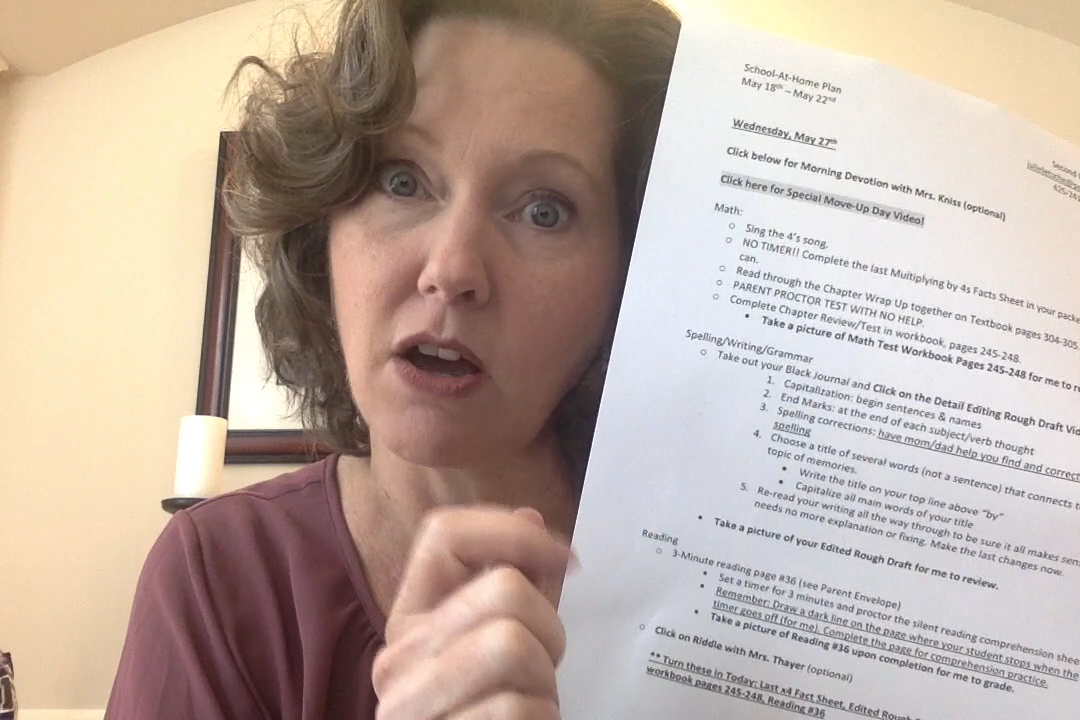 School-At-Home Plan
May 18th – May 22nd
Second
Wednesday, May 27th
Click below for Morning Devotion with Mrs. Kniss (optional)
Click here for Special Move-Up Day Video!
Math:
Sing the 4's song.
NO TIMER!! Complete the last Multiplying by 4s Facts Sheet in your
can.
Read through the Chapter Wrap Up together on Textbook pages 304-305.
PARENT PROCTOR TEST WITH NO HELP.
Complete Chapter Review/Test in workbook, pages 245-248.
Take a picture of Math Test Workbook Pages 245-248 for me to
Spelling/Writing/Grammar
Take out your Black Journal and Click on the Detail Editing Rough Draft
1. Capitalization: begin sentences & names
2. End Marks: at the end of each subject/verb thought
3. Spelling corrections: have mom/dad help you find and correct
spelling
4. Choose a title of several words (not a sentence) that connects
topic of memories.
Write the title on your top line above "by"
Capitalize all main words of your title
5. Re-read your writing all the way through to be sure it all makes
needs no more explanation or fixing. Make the last changes now.
Take a picture of your Edited Rough Draft for me to review.
Reading
3-Minute reading page #36 (see Parent Envelope)
Set a timer for 3 minutes and proctor the silent reading comprehension
Remember: Draw a dark line on the page where your student stops when the
timer goes off (for me). Complete the page for comprehension practice.
Take a picture of Reading #36 upon completion for me to grade.
Click on Riddle with Mrs. Thayer (optional)
** Turn these in Today: Last x4 Fact Sheet, Edited Rough
workbook pages 245-248, Reading #36